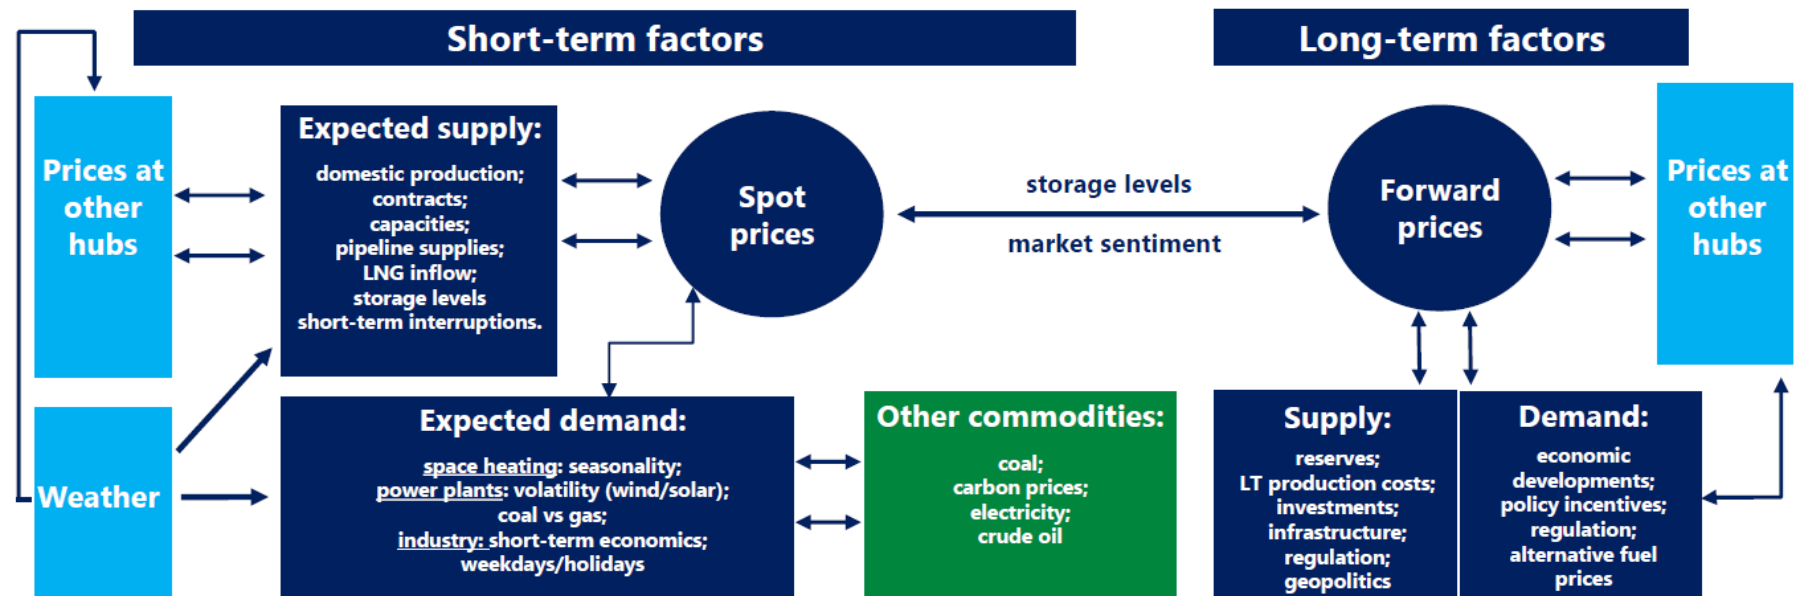 Short-term factors
Long-term factors
Prices at
other
hubs
Expected supply:
domestic production;
contracts;
capacities;
pipeline supplies;
LNG inflow;
storage levels
short-term interruptions.
Spot
prices
storage levels
market sentiment
Forward
prices
Prices at
other
hubs
Weather
Expected demand:
space heating: seasonality;
power plants: volatility (wind/solar);
coal vs gas;
industry: short-term economics;
weekdays/holidays
Other commodities:
coal;
carbon prices;
electricity;
crude oil
Supply:
reserves;
LT production costs;
investments;
infrastructure;
regulation;
geopolitics
Demand:
economic
developments;
policy incentives;
regulation;
alternative fuel
prices